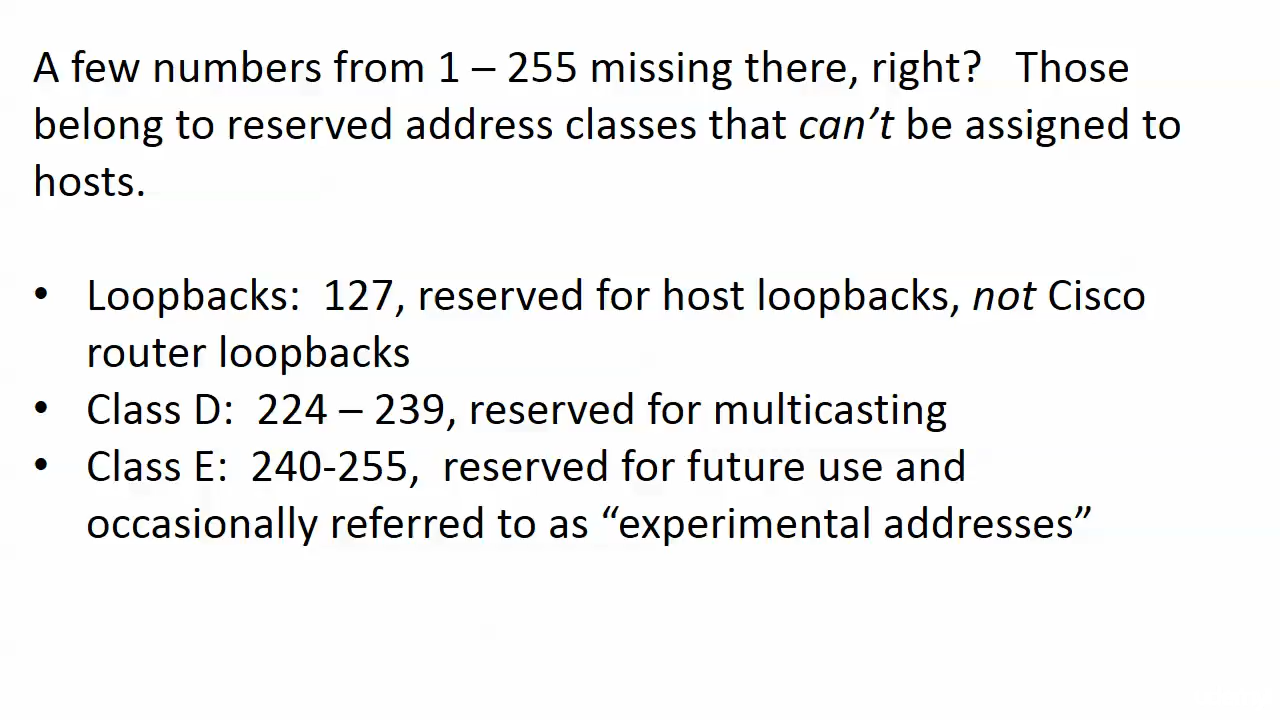 A few numbers from 1 – 255 missing there, right?   Those
belong to reserved address classes that can’t be assigned to
hosts.
• Loopbacks:  127, reserved for host loopbacks, not Cisco
router loopbacks
• Class D:  224 – 239, reserved for multicasting
• Class E:  240-255,  reserved for future use and
occasionally referred to as “experimental addresses”